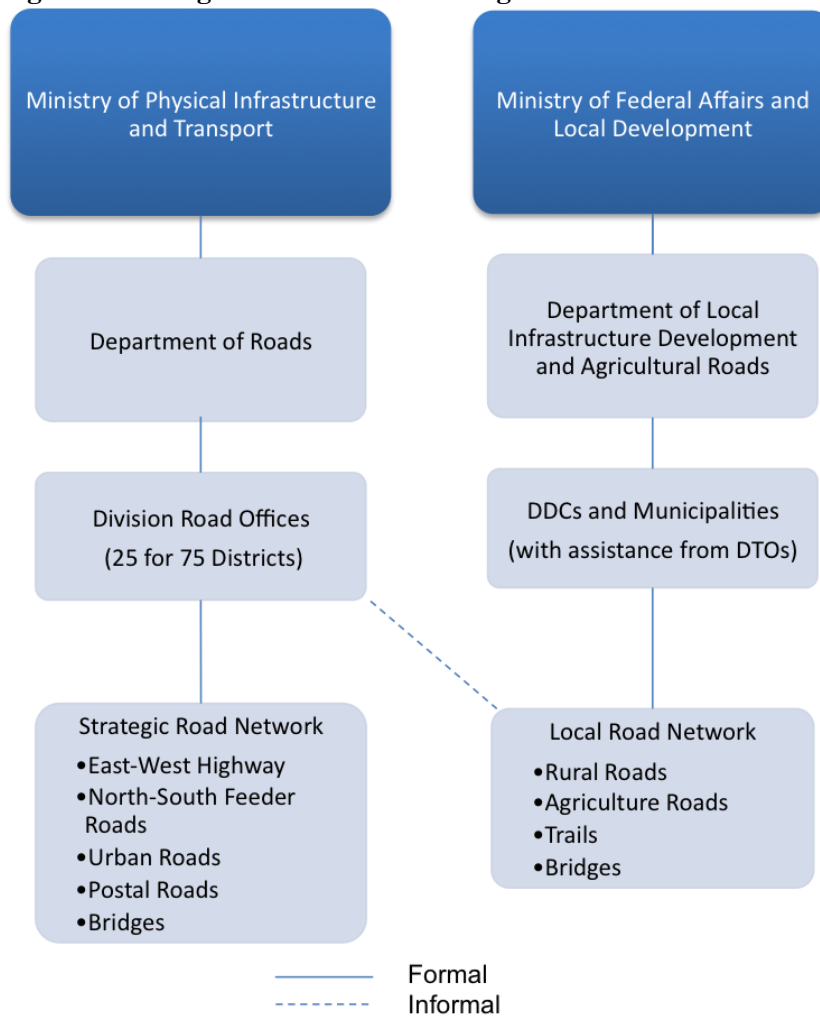 Ministry of Physical Infrastructure
and Transport
Department of Roads
Division Road Offices
(25 for 75 Districts)
Strategic Road Network
•East-West Highway
•North-South Feeder
Roads
•Urban Roads
•Postal Roads
•Bridges
Ministry of Federal Affairs and
Local Development
Department of Local
Infrastructure Development
and Agricultural Roads
DDCs and Municipalities
(with assistance from DTOs)
Local Road Network
•Rural Roads
•Agriculture Roads
•Trails
•Bridges
Formal
Informal